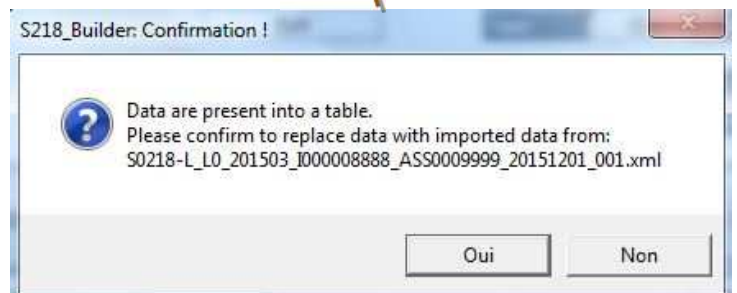 S218_Builder: Confirmation !
Data are present into a table.
Please confirm to replace data with imported data from:
S0218-L_L0_201503_I000008888_ASS0009999_20151201_001.xml
Oui
Non